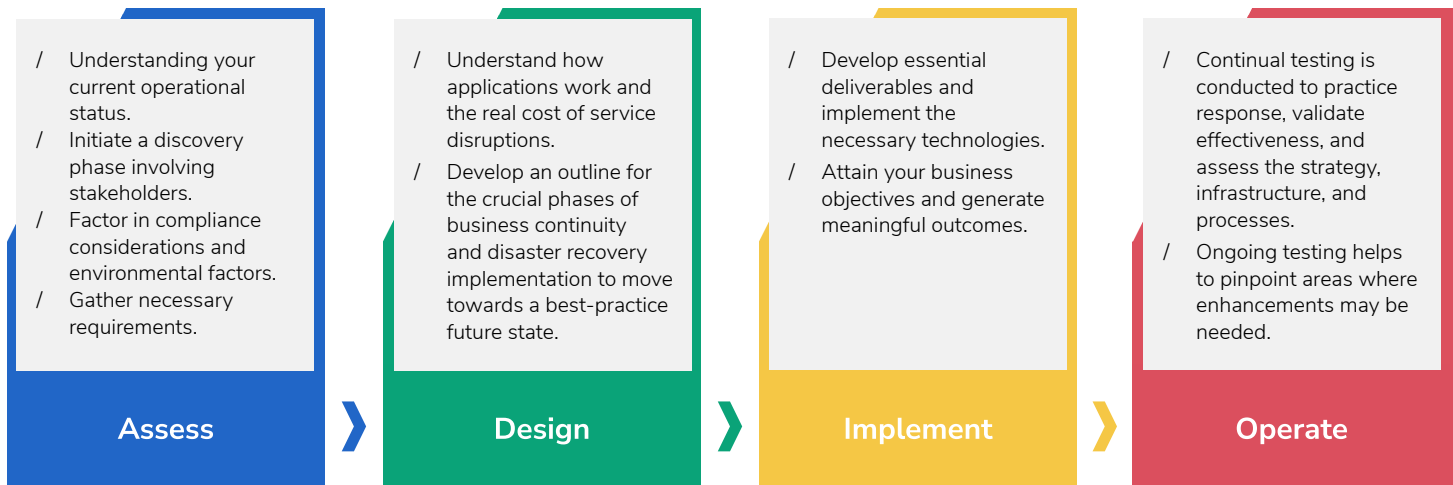 / Understanding your
current operational
status.
/ Initiate a discovery
phase involving
stakeholders.
/ Factor in compliance
considerations and
environmental factors.
/ Gather necessary
requirements.
Assess
/ Understand how
applications work and
the real cost of service
disruptions.
/ Develop an outline for
the crucial phases of
business continuity
and disaster recovery
implementation to move
towards a best-practice
future state.
Design
/ Develop essential
deliverables and
implement the
necessary technologies.
/ Attain your business
objectives and generate
meaningful outcomes.
Implement
/ Continual testing is
conducted to practice
response, validate
effectiveness, and
assess the strategy,
infrastructure, and
processes.
/ Ongoing testing helps
to pinpoint areas where
enhancements may be
needed.
Operate